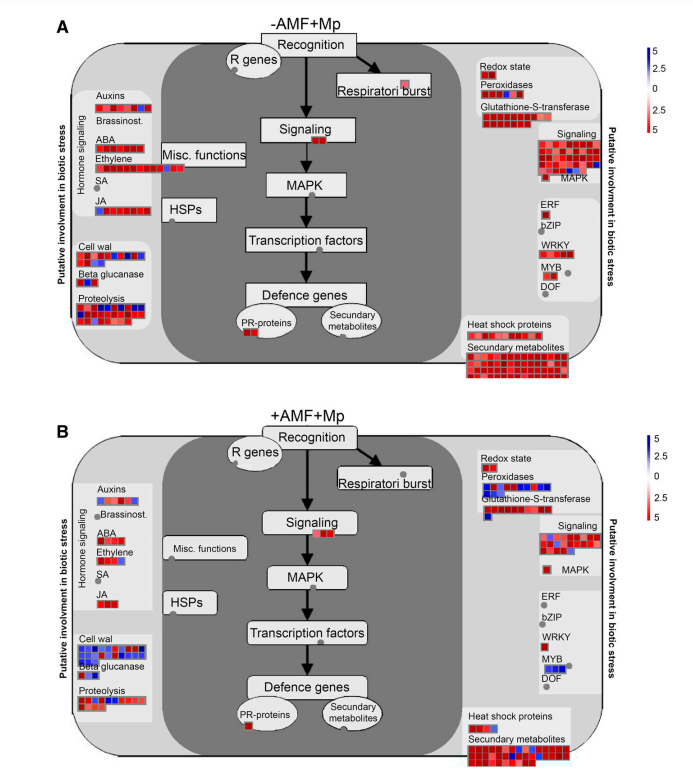 A
-AMF+Mp
Recognition
R genes
Respiratori burst
Signaling
Misc. functions
MAPK
HSPs
Transcription factors
Defence genes
PR-proteins
Secundary
metabolites
Putative involvment in biotic stress
Hormone signaling
Auxins
Brassinost.
ABA
Ethylene
SA
JA
Cell wal
Beta glucanase
Proteolysis
Redox state
Peroxidases
Glutathione-S-transferase
Signaling
MAPK
ERF
bZIP
WRKY
MYB
DOF
Heat shock proteins
Secundary metabolites
Putative involvment in biotic stress
5
2.5
0
2.5
5
B
+AMF+Mp
Recognition
R genes
Respiratori burst
Signaling
Misc. functions
MAPK
HSPs
Transcription factors
Defence genes
PR-proteins
Secundary
metabolites
Putative involvment in biotic stress
Hormone signaling
Auxins
Brassinost.
ABA
Ethylene
SA
JA
Cell wal
Beta glucanase
Proteolysis
Redox state
Peroxidases
Glutathione-S-transferase
Signaling
MAPK
ERF
bZIP
WRKY
MYB
DOF
Heat shock proteins
Secundary metabolites
Putative involvment in biotic stress
5
2.5
0
2.5
5